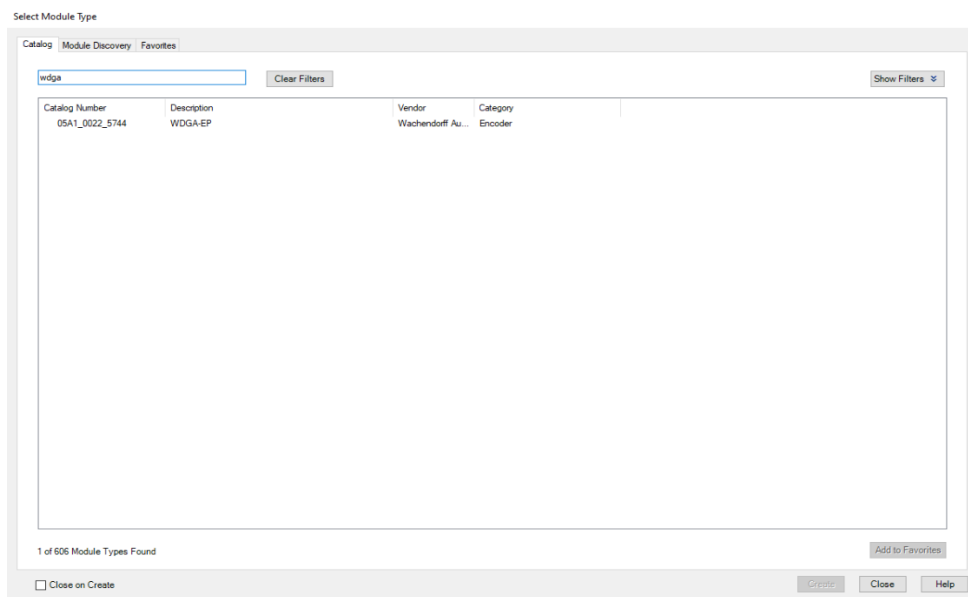 Select Module Type
Catalog Module Discovery Favorites
wdga Clear Filters Show Filters
Catalog Number Description Vendor Category
05A1_0022_5744 WDGA-EP Wachendorff Au... Encoder
1 of 606 Module Types Found Add to Favorites
Close on Create Create Close Help